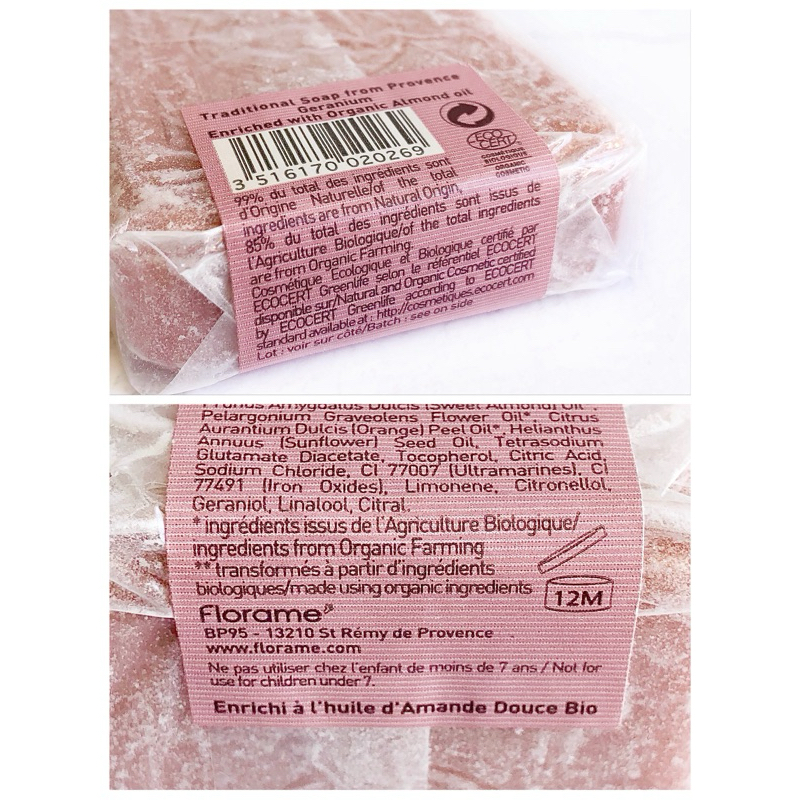 Traditional Soap from Provence
Geranium
Enriched with Organic Almond oil
3 516170 020269
ECO
CERT
COSMÉTIQUE
BIOLOGIQUE
ORGANIC
COSMETIC
99% du total des ingrédients sont
d'Origine Naturelle/of the total
ingredients are from Natural Origin,
85% du total des ingrédients sont issus de
l'Agriculture Biologique/of the total ingredients
are from Organic Farming.
Cosmétique Ecologique et Biologique certifié par
ECOCERT Greenlife selon le référentiel ECOCERT
disponible sur/Natural and Organic Cosmetic certified
by ECOCERT Greenlife according to ECOCERT
standard available at : http://cosmetiques.ecocert.com
Lot : voir sur côté/Batch : see on side
Prunus Amygdalus Dulcis (Sweet Almond) Oil*,
Pelargonium Graveolens Flower Oil*, Citrus
Aurantium Dulcis (Orange) Peel Oil*, Helianthus
Annuus (Sunflower) Seed Oil, Tetrasodium
Glutamate Diacetate, Tocopherol, Citric Acid,
Sodium Chloride, CI 77007 (Ultramarines), CI
77491 (Iron Oxides), Limonene, Citronellol,
Geraniol, Linalool, Citral.
* ingrédients issus de l'Agriculture Biologique/
ingredients from Organic Farming
** transformés à partir d'ingrédients
biologiques/made using organic ingredients
12M
Florame
BP95 - 13210 St Rémy de Provence
www.florame.com
Ne pas utiliser chez l'enfant de moins de 7 ans / Not for
use for children under 7.
Enrichi à l'huile d'Amande Douce Bio